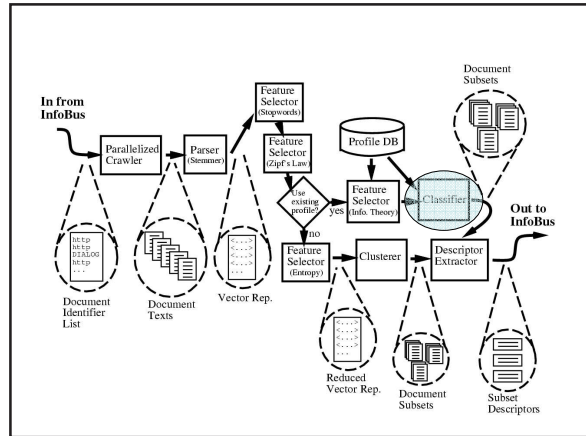 In from
InfoBus
Parallelized
Crawler
Parser
(Stemmer)
Feature
Selector
(Stopwords)
Feature
Selector
(Zipf's Law)
Use
existing
profile?
yes
no
Profile DB
Feature
Selector
(Info. Theory)
Classifier
Document
Subsets
Out to
InfoBus
Feature
Selector
(Entropy)
Clusterer
Descriptor
Extractor
http
http
DIALOG
http
...
Document
Identifier
List
Document
Texts
<...>
<...>
<...>
<...>
...
Vector Rep.
<...>
<...>
<...>
<...>
...
Reduced
Vector Rep.
Document
Subsets
Subset
Descriptors